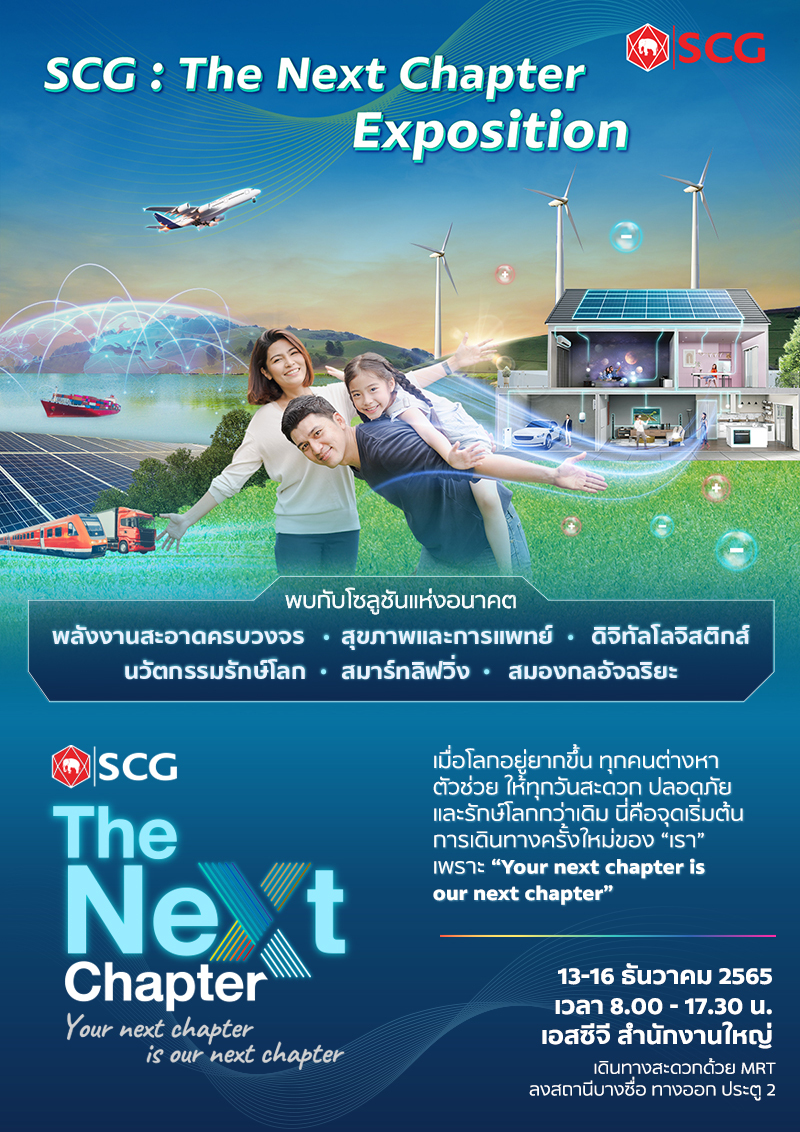 SCG
SCG : The Next Chapter
Exposition
พบกับโซลูชันแห่งอนาคต
พลังงานสะอาดครบวงจร • สุขภาพและการแพทย์ • ดิจิทัลโลจิสติกส์
นวัตกรรมรักษ์โลก • สมาร์ทลิฟวิ่ง • สมองกลอัจฉริยะ
SCG
The
NeXt
Chapter
Your next chapter
is our next chapter
เมื่อโลกอยู่ยากขึ้น ทุกคนต่างหา
ตัวช่วย ให้ทุกวันสะดวก ปลอดภัย
และรักษ์โลกกว่าเดิม นี่คือจุดเริ่มต้น
การเดินทางครั้งใหม่ของ “เรา”
เพราะ “Your next chapter is
our next chapter”
13-16 ธันวาคม 2565
เวลา 8.00 - 17.30 น.
เอสซีจี สำนักงานใหญ่
เดินทางสะดวกด้วย MRT
ลงสถานีบางซื่อ ทางออก ประตู 2